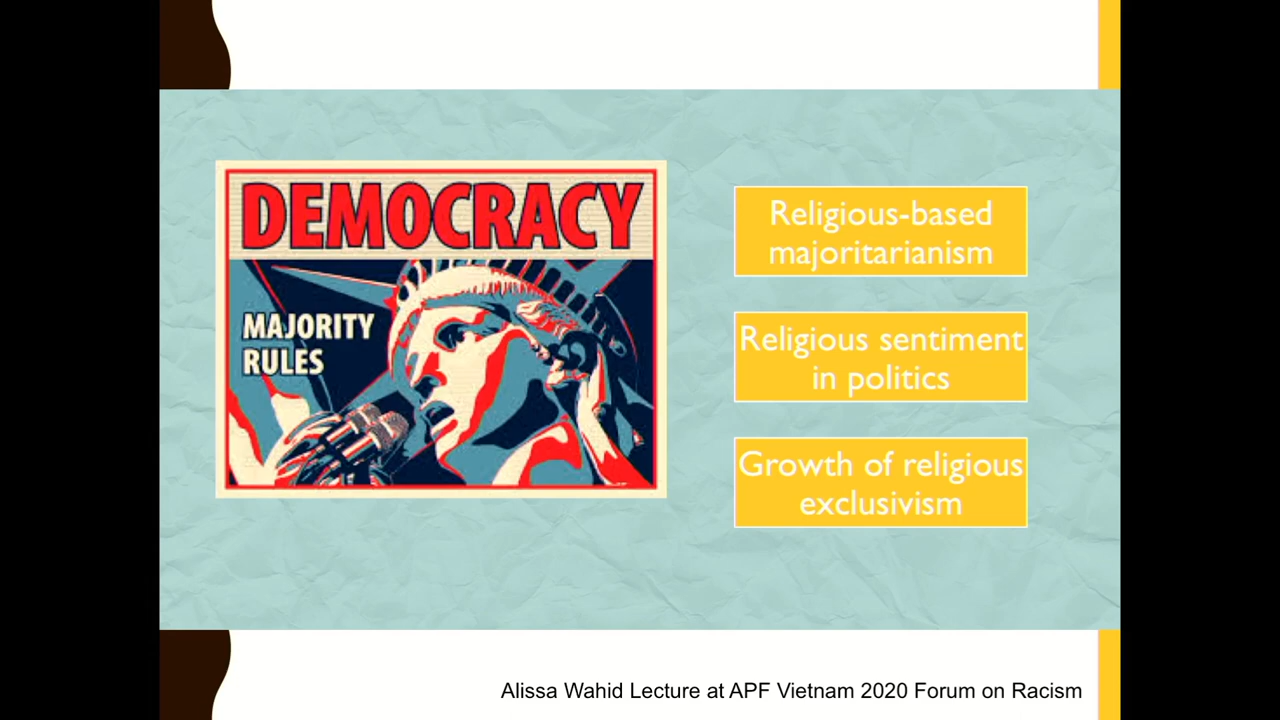 DEMOCRACY
MAJORITY
RULES
Religious-based
majoritarianism
Religious sentiment
in politics
Growth of religious
exclusivism
Alissa Wahid Lecture at APF Vietnam 2020 Forum on Racism